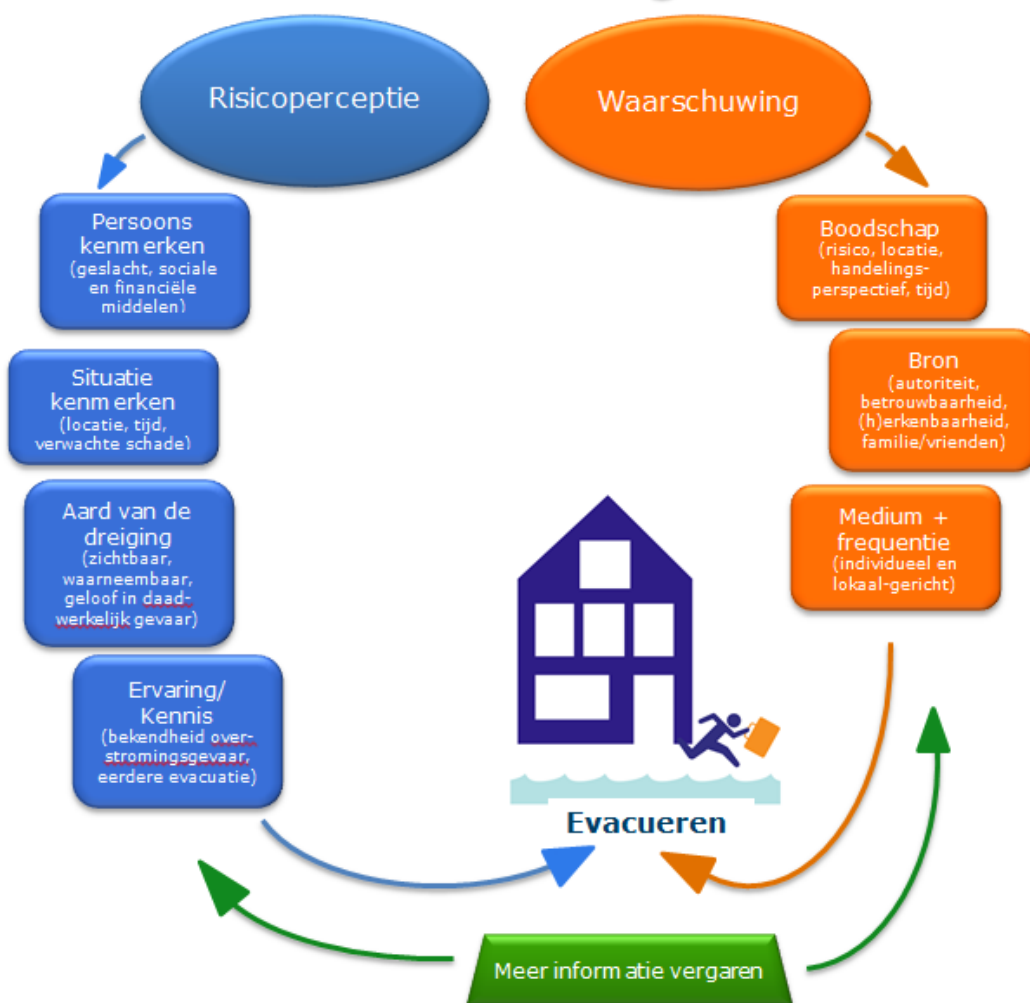 Risicoperceptie
Waarschuwing
Persoons
kenmerken
(geslacht, sociale
en financiële
middelen)
Situatie
kenmerken
(locatie, tijd,
verwachte schade)
Aard van de
dreiging
(zichtbaar,
waarneembaar,
geloof in daad-
werkelijk gevaar)
Ervaring/
Kennis
(bekendheid over-
stromingsgevaar,
eerdere evacuatie)
Boodschap
(risico, locatie,
handelings-
perspectief, tijd)
Bron
(autoriteit,
betrouwbaarheid,
(h)erkenbaarheid,
familie/vrienden)
Medium +
frequentie
(individueel en
lokaal-gericht)
Evacueren
Meer informatie vergaren